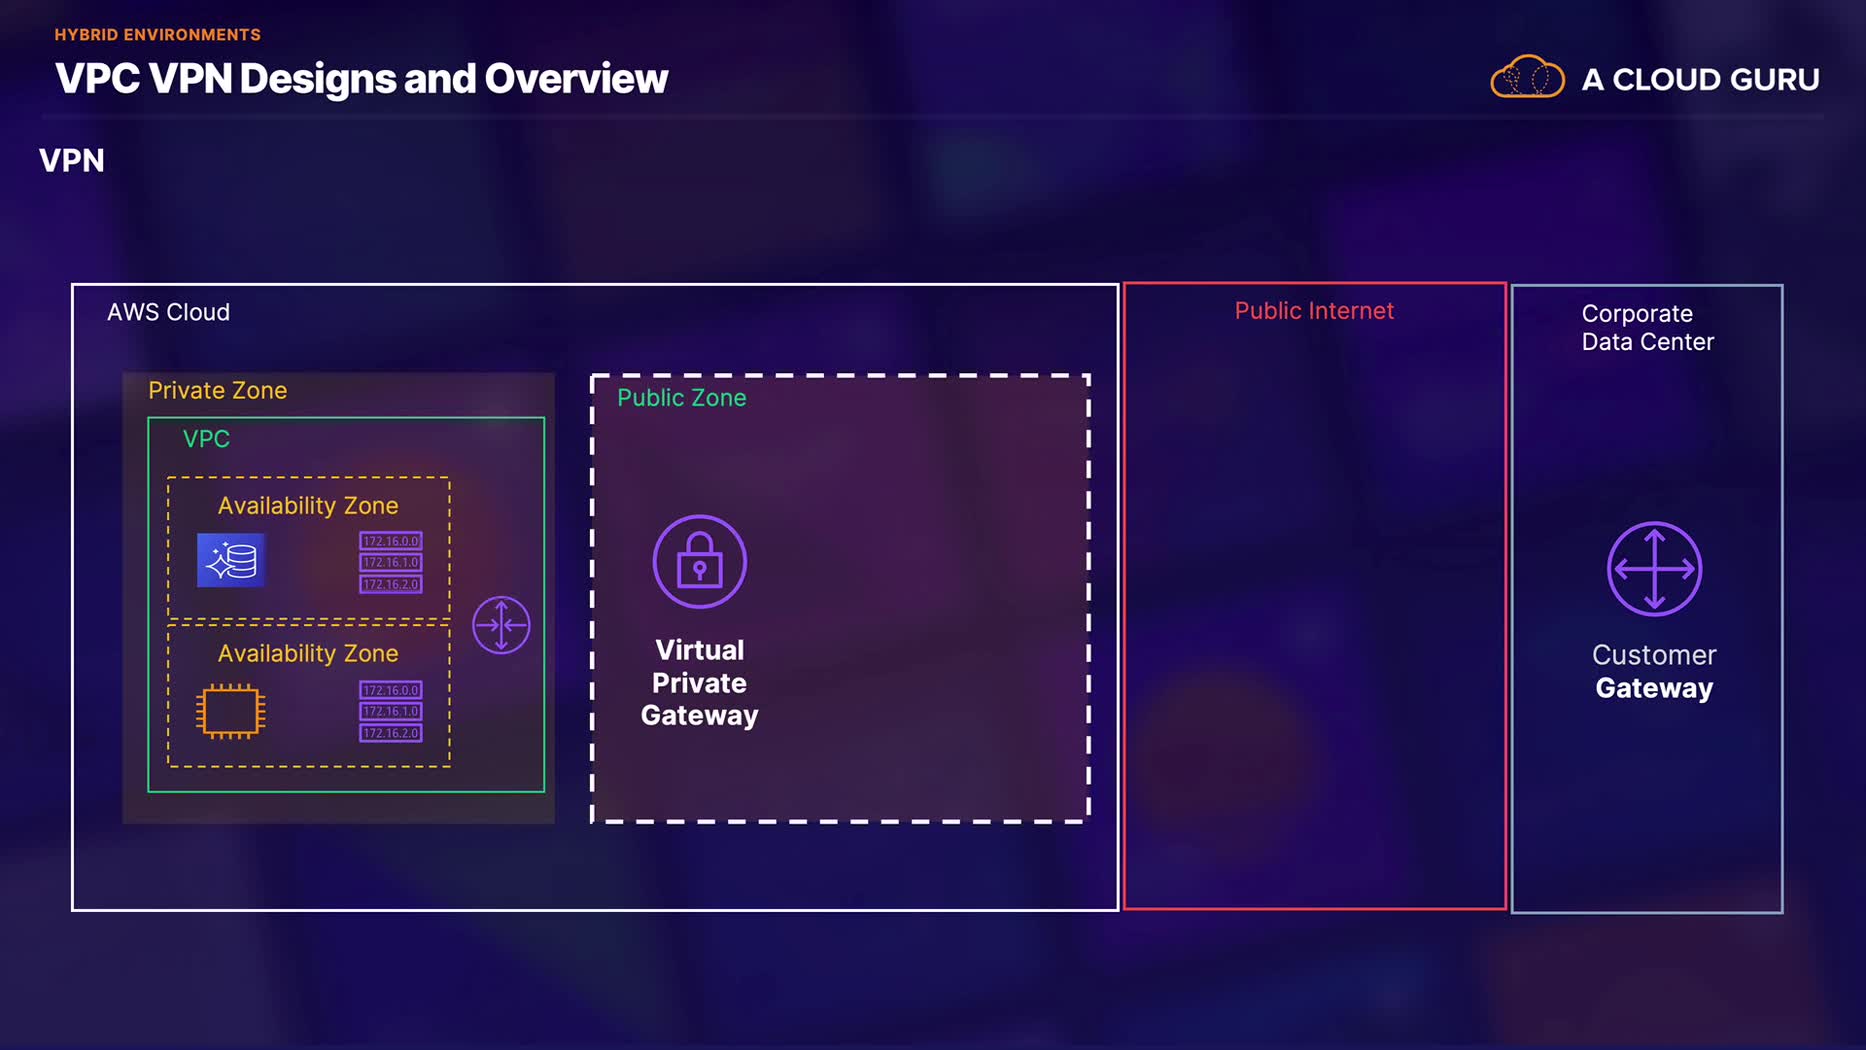 HYBRID ENVIRONMENTS
VPC VPN Designs and Overview
A CLOUD GURU
VPN
AWS Cloud
Private Zone
VPC
Availability Zone
172.16.0.0
172.16.1.0
172.16.2.0
Availability Zone
172.16.0.0
172.16.1.0
172.16.2.0
Public Zone
Virtual
Private
Gateway
Public Internet
Corporate
Data Center
Customer
Gateway